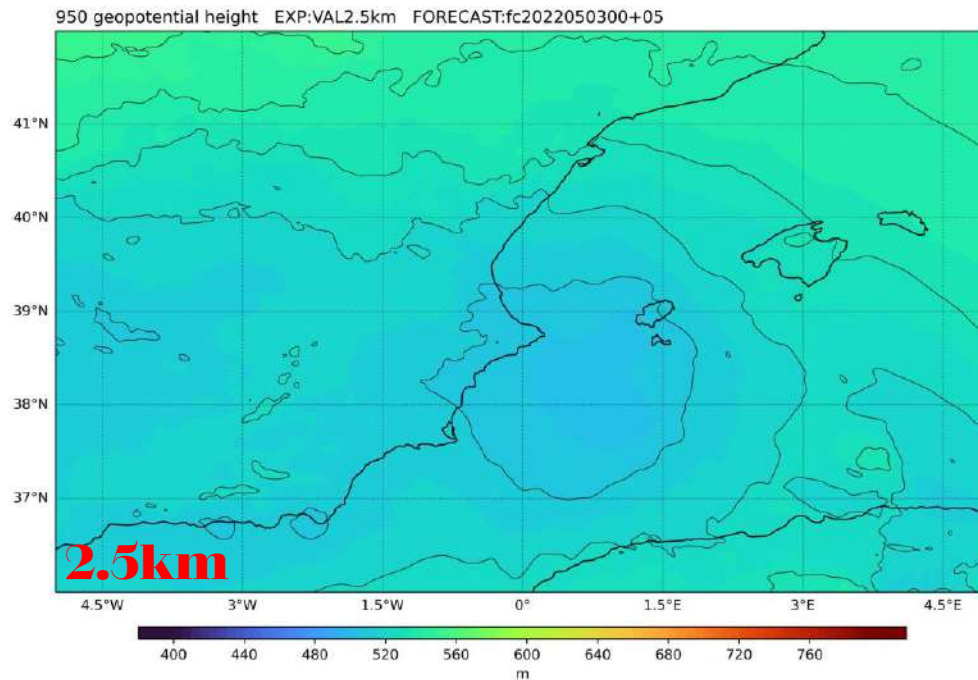 950 geopotential height EXP:VAL2.5km FORECAST:fc2022050300+05
41°N
40°N
39°N
38°N
37°N
2.5km
4.5°W 3°W 1.5°W 0° 1.5°E 3°E 4.5°E
400 440 480 520 560 600 640 680 720 760
m